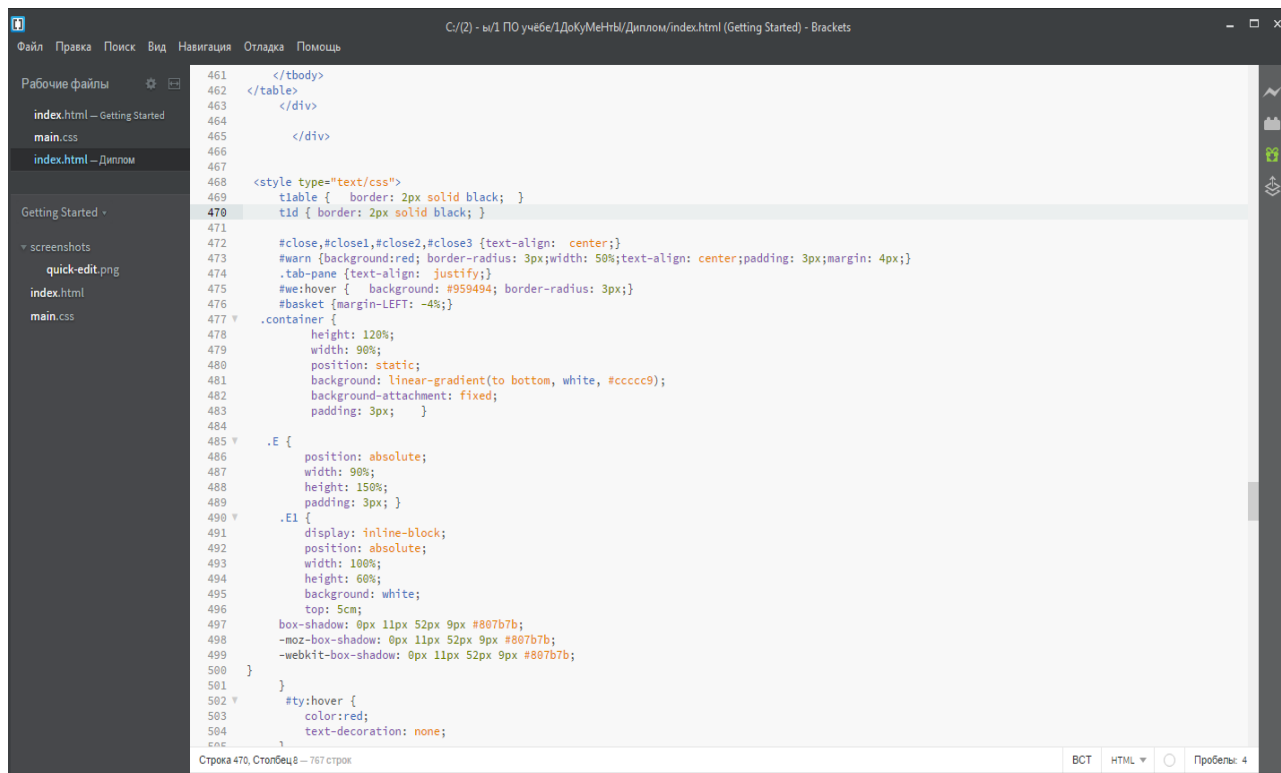 C:/(2) - ы/1 ПО учёбе/1ДоКуМеНтЫ/Диплом/index.html (Getting Started) - Brackets
Файл Правка Поиск Вид Навигация Отладка Помощь
Рабочие файлы
index.html — Getting Started
main.css
index.html — Диплом
Getting Started
screenshots
quick-edit.png
index.html
main.css
461 </tbody>
462 </table>
463 </div>
464
465 </div>
466
467
468 <style type="text/css">
469 t1able { border: 2px solid black; }
470 t1d { border: 2px solid black; }
471
472 #close,#close1,#close2,#close3 {text-align: center;}
473 #warn {background:red; border-radius: 3px;width: 50%;text-align: center;padding: 3px;margin: 4px;}
474 .tab-pane {text-align: justify;}
475 #we:hover { background: #959494; border-radius: 3px;}
476 #basket {margin-LEFT: -4%;}
477 .container {
478 height: 120%;
479 width: 90%;
480 position: static;
481 background: linear-gradient(to bottom, white, #cccccc9);
482 background-attachment: fixed;
483 padding: 3px; }
484
485 .E {
486 position: absolute;
487 width: 90%;
488 height: 150%;
489 padding: 3px; }
490 .E1 {
491 display: inline-block;
492 position: absolute;
493 width: 100%;
494 height: 60%;
495 background: white;
496 top: 5cm;
497 box-shadow: 0px 11px 52px 9px #807b7b;
498 -moz-box-shadow: 0px 11px 52px 9px #807b7b;
499 -webkit-box-shadow: 0px 11px 52px 9px #807b7b;
500 }
501 }
502 #ty:hover {
503 color:red;
504 text-decoration: none;
505 }
Строка 470, Столбец 8 — 767 строк
ВСТ HTML Пробелы: 4